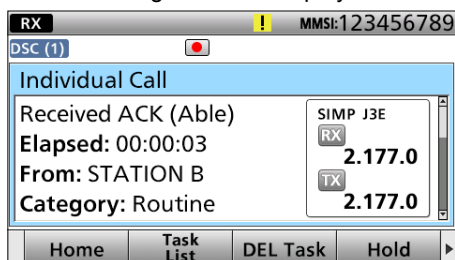 RX ! MMSI:123456789
DSC (1)
Individual Call
Received ACK (Able)
Elapsed: 00:00:03
From: STATION B
Category: Routine
SIMP J3E
RX
2.177.0
TX
2.177.0
Home Task List DEL Task Hold